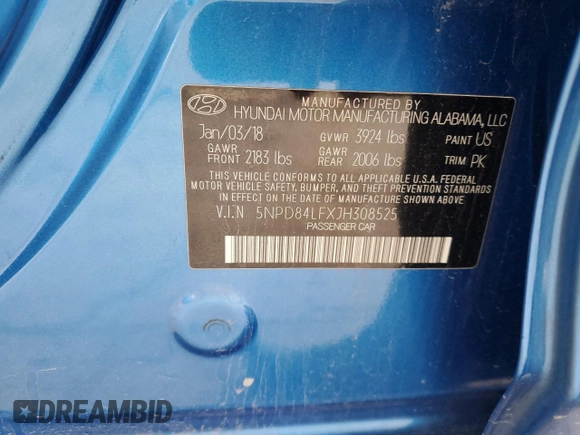 MANUFACTURED BY
HYUNDAI MOTOR MANUFACTURING ALABAMA, LLC
Jan/03/18 GVWR 3924 lbs PAINT US
GAWR FRONT 2183 lbs GAWR REAR 2006 lbs TRIM PK
THIS VEHICLE CONFORMS TO ALL APPLICABLE U.S.A. FEDERAL
MOTOR VEHICLE SAFETY, BUMPER, AND THEFT PREVENTION STANDARDS
IN EFFECT ON THE DATE OF MANUFACTURE SHOWN ABOVE.
V.I.N 5NPD84LFXJH308525
PASSENGER CAR
DREAMBID